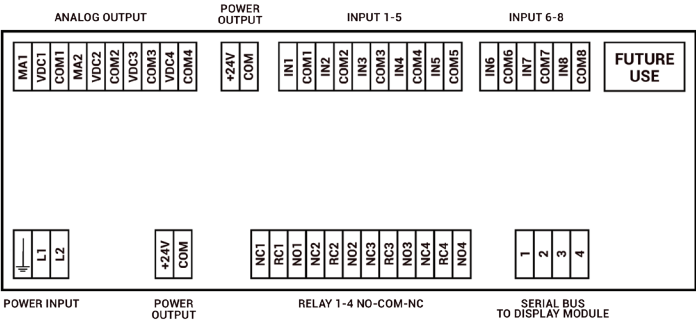 ANALOG OUTPUT
POWER
OUTPUT
INPUT 1-5
INPUT 6-8
MA1
VDC1
COM1
MA2
VDC2
COM2
VDC3
COM3
VDC4
COM4
+24V
COM
IN1
COM1
IN2
COM2
IN3
COM3
IN4
COM4
IN5
COM5
IN6
COM6
IN7
COM7
IN8
COM8
FUTURE
USE
L1
L2
+24V
COM
NC1
RC1
NO1
NC2
RC2
NO2
NC3
RC3
NO3
NC4
RC4
NO4
1
2
3
4
POWER INPUT
POWER
OUTPUT
RELAY 1-4 NO-COM-NC
SERIAL BUS
TO DISPLAY MODULE